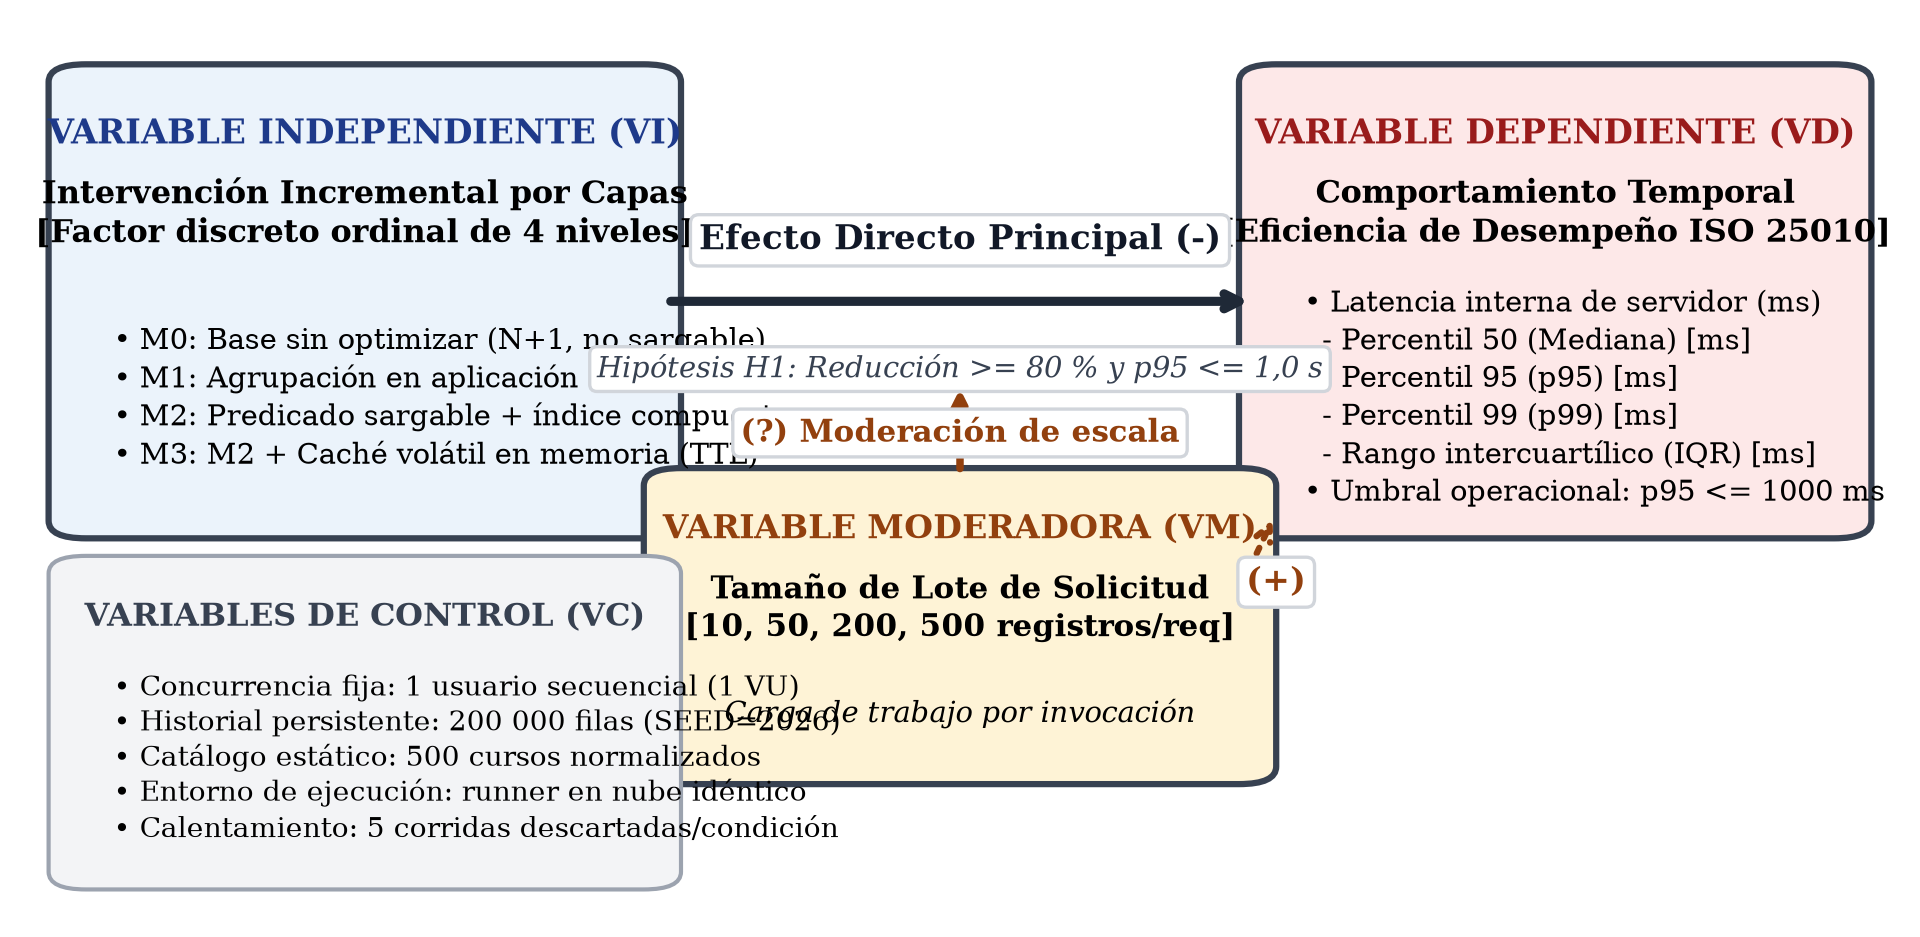 VARIABLE INDEPENDIENTE (VI)
Intervención Incremental por Capas
[Factor discreto ordinal de 4 niveles]
• M0: Base sin optimizar (N+1, no sargable)
• M1: Agrupación en aplicación
• M2: Predicado sargable + índice
• M3: M2 + Caché volátil en memoria (TTL)
Efecto Directo Principal (-)
Hipótesis H1: Reducción >= 80 % y p95 <= 1,0 s
(?) Moderación de escala
VARIABLE DEPENDIENTE (VD)
Comportamiento Temporal
[Eficiencia de Desempeño ISO 25010]
• Latencia interna de servidor (ms)
- Percentil 50 (Mediana) [ms]
Percentil 95 (p95) [ms]
- Percentil 99 (p99) [ms]
- Rango intercuartílico (IQR) [ms]
• Umbral operacional: p95 <= 1000 ms
VARIABLE MODERADORA (VM)
Tamaño de Lote de Solicitud
[10, 50, 200, 500 registros/req]
Carga de trabajo por invocación
(+)
VARIABLES DE CONTROL (VC)
• Concurrencia fija: 1 usuario secuencial (1 VU)
• Historial persistente: 200 000 filas (SEED=2026)
• Catálogo estático: 500 cursos normalizados
• Entorno de ejecución: runner en nube idéntico
• Calentamiento: 5 corridas descartadas/condición